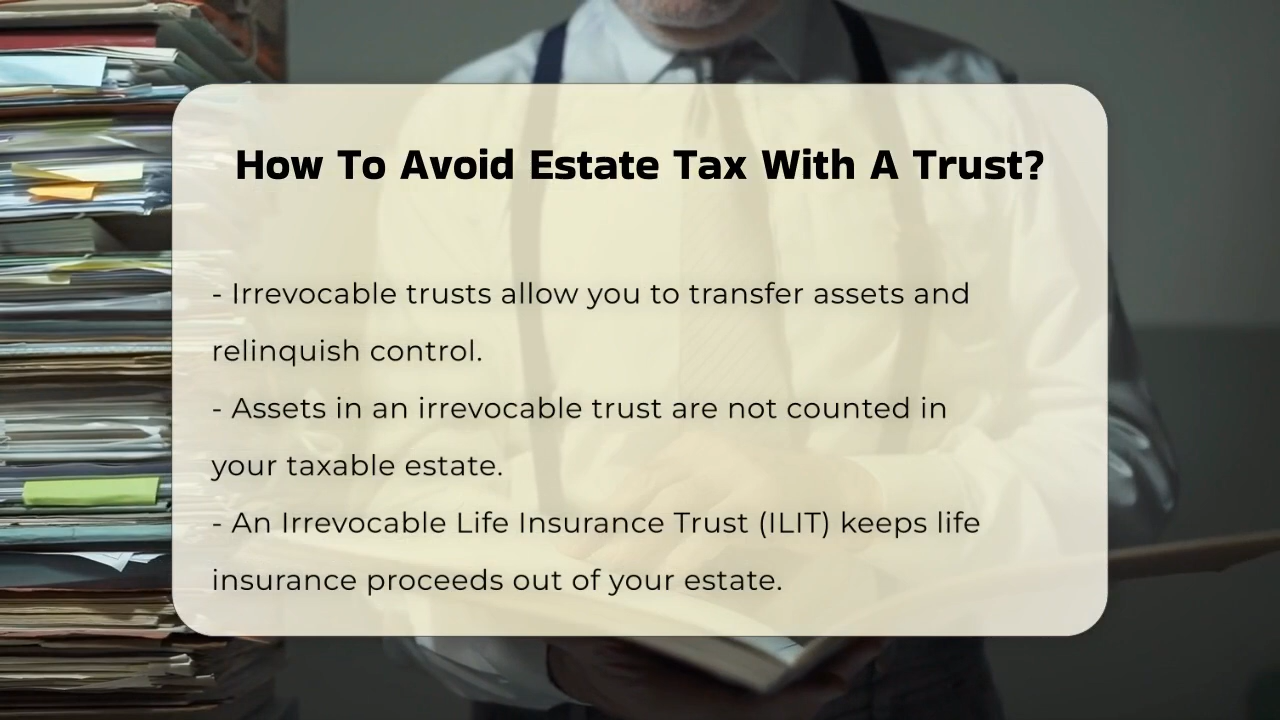 How To Avoid Estate Tax With A Trust?
- Irrevocable trusts allow you to transfer assets and
relinquish control.
- Assets in an irrevocable trust are not counted in
your taxable estate.
- An Irrevocable Life Insurance Trust (ILIT) keeps life
insurance proceeds out of your estate.